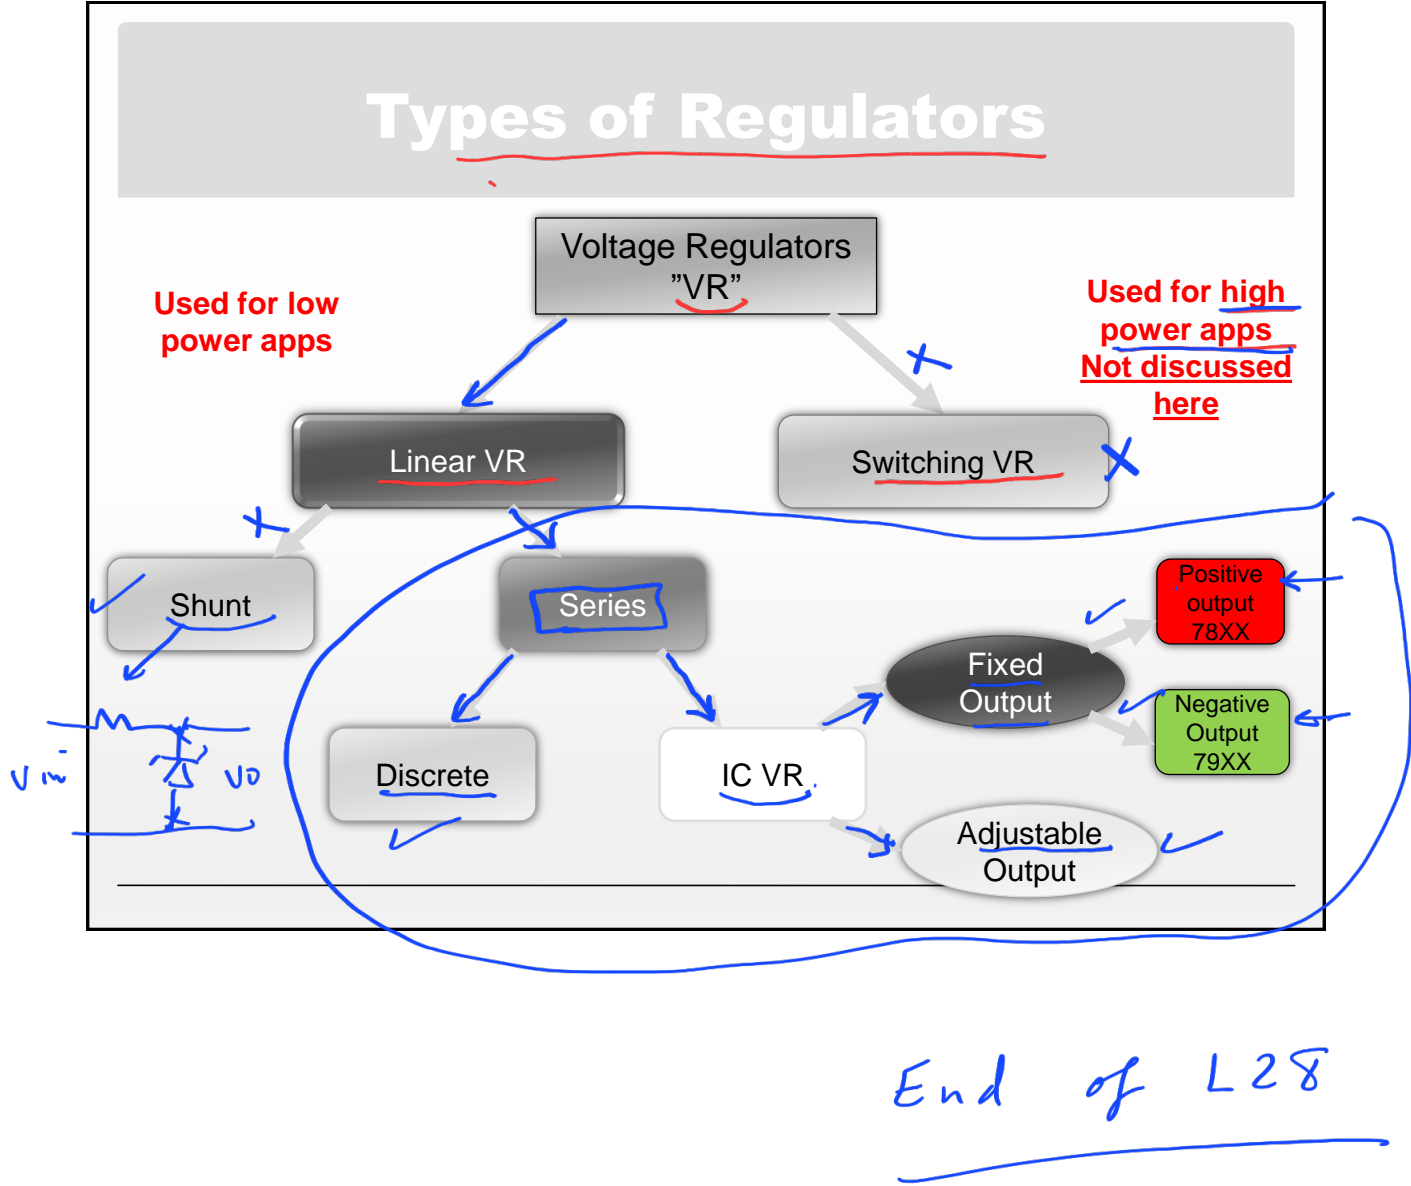 Types of Regulators
Voltage Regulators
”VR”
Used for low
power apps
Used for high
power apps
Not discussed
here
Linear VR
Switching VR
Shunt
Series
Positive
output
78XX
Fixed
Output
Negative
Output
79XX
Discrete
IC VR
Adjustable
Output
Vin
Vo
End of L28